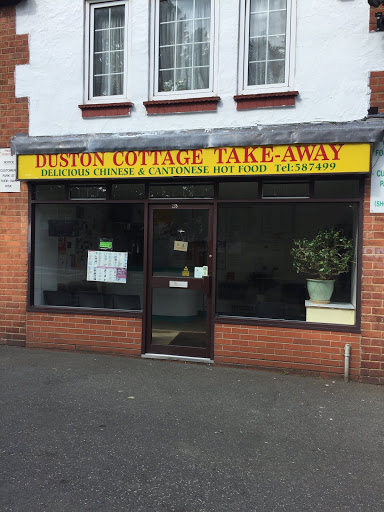 DUSTON COTTAGE TAKE-AWAY
DELICIOUS CHINESE & CANTONESE HOT FOOD Tel:587499